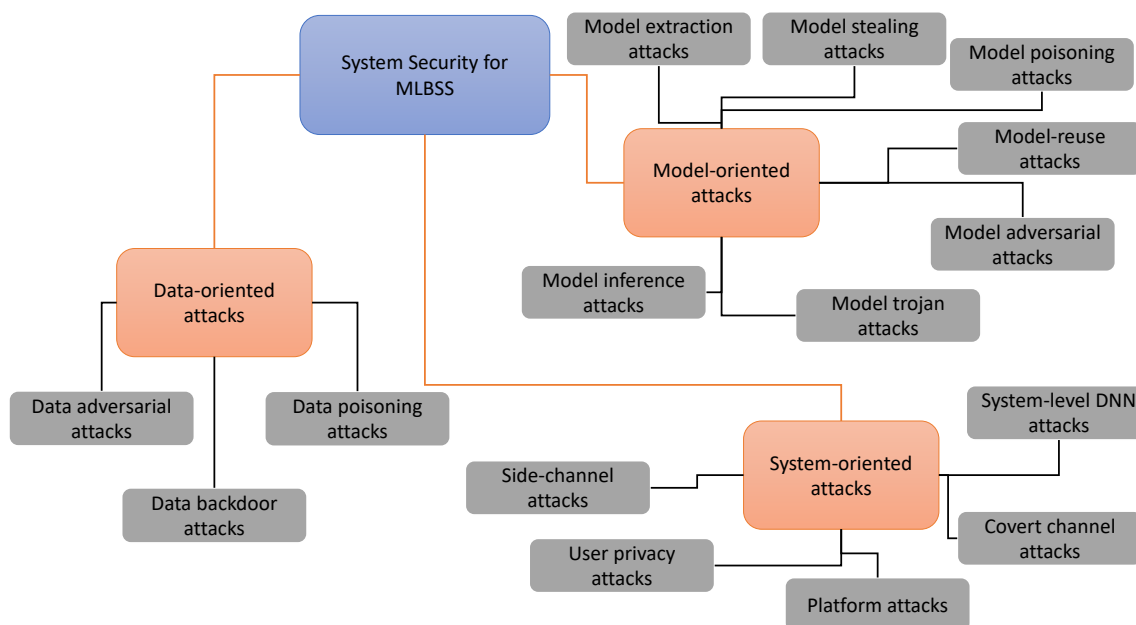 System Security for
MLBSS
Model extraction
attacks
Model stealing
attacks
Model poisoning
attacks
Model-oriented
attacks
Model-reuse
attacks
Model adversarial
attacks
Model inference
attacks
Model trojan
attacks
Data-oriented
attacks
Data adversarial
attacks
Data poisoning
attacks
Data backdoor
attacks
System-oriented
attacks
System-level DNN
attacks
Side-channel
attacks
Covert channel
attacks
User privacy
attacks
Platform attacks